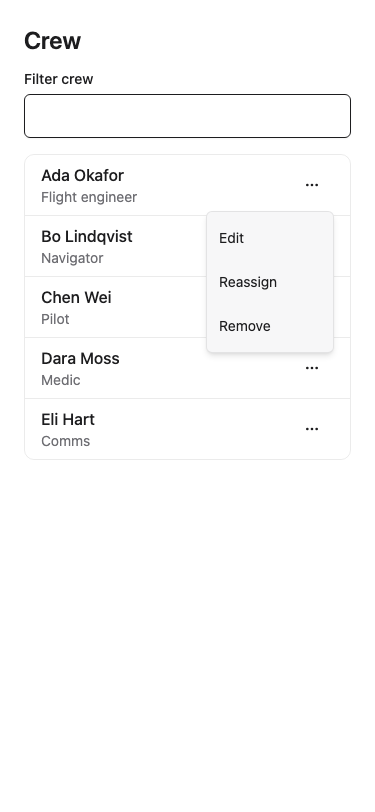 Crew
Filter crew
Ada Okafor
Flight engineer
Bo Lindqvist
Navigator
Edit
Chen Wei
Pilot
Reassign
Remove
Dara Moss
Medic
Eli Hart
Comms